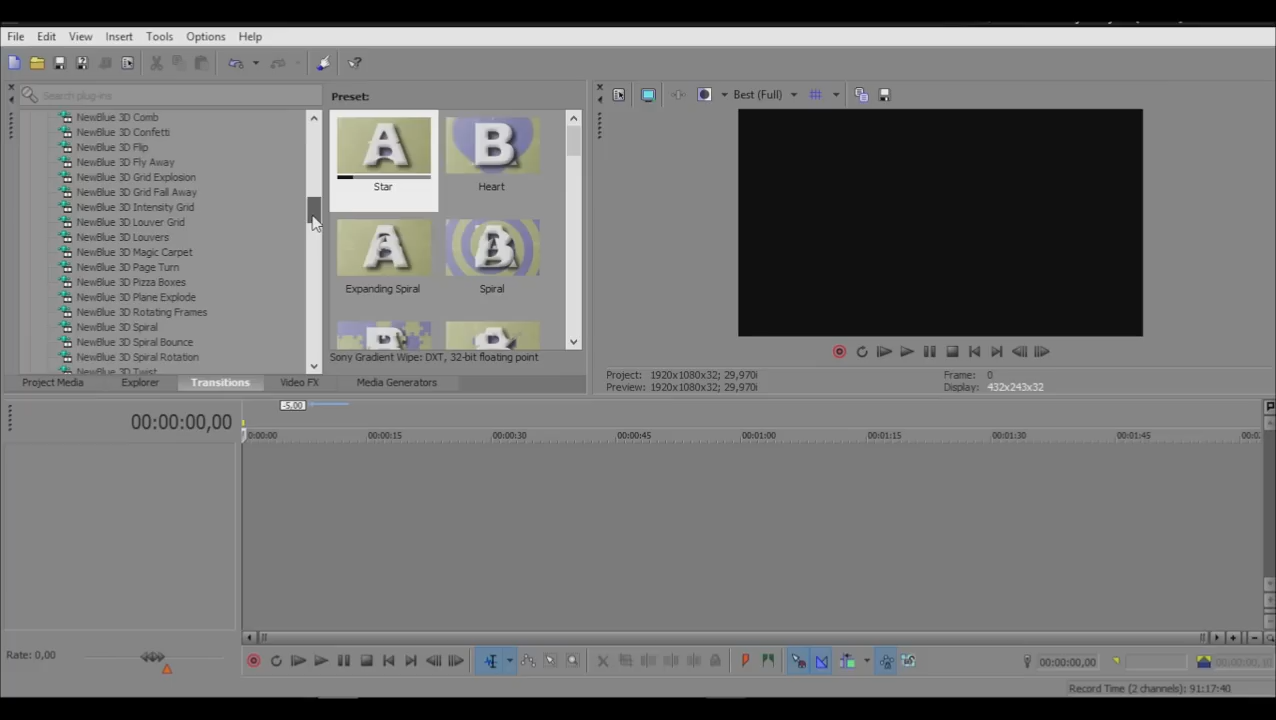 File Edit View Insert Tools Options Help
Search plug-ins
Preset:
Best (Full)
NewBlue 3D Comb
NewBlue 3D Confetti
NewBlue 3D Flip
NewBlue 3D Fly Away
NewBlue 3D Grid Explosion
NewBlue 3D Grid Fall Away
NewBlue 3D Intensity Grid
NewBlue 3D Louver Grid
NewBlue 3D Louvers
NewBlue 3D Magic Carpet
NewBlue 3D Page Turn
NewBlue 3D Pizza Boxes
NewBlue 3D Plane Explode
NewBlue 3D Rotating Frames
NewBlue 3D Spiral
NewBlue 3D Spiral Bounce
NewBlue 3D Spiral Rotation
NewBlue 3D Twist
A B
Star Heart
A B
Expanding Spiral Spiral
Sony Gradient Wipe: DXT, 32-bit floating point
Project Media Explorer Transitions Video FX Media Generators
Project: 1920x1080x32; 29,970i Frame: 0
Preview: 1920x1080x32; 29,970i Display: 432x243x32
-5.00
00:00:00,00
0:00:00 00:00:15 00:00:30 00:00:45 00:01:00 00:01:15 00:01:30 00:01:45 00:0
Rate: 0,00
00:00:00,00
Record Time (2 channels): 91:17:40